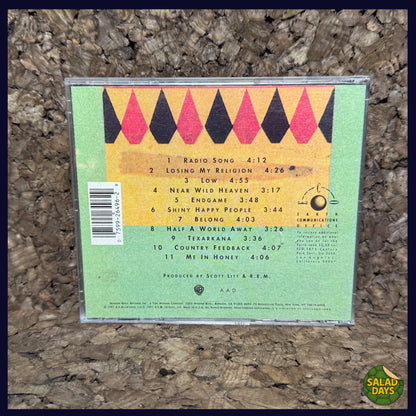 1 Radio Song 4:12
2 Losing My Religion 4:26
3 Low 4:55
4 Near Wild Heaven 3:17
5 Endgame 3:48
6 Shiny Happy People 3:44
7 Belong 4:03
8 Half A World Away 3:26
9 Texarkana 3:36
10 Country Feedback 4:07
11 Me In Honey 4:06
Produced by Scott Litt & R.E.M.
AAD
EARTH
COMMUNICATIONS
OFFICE
SALAD
DAYS